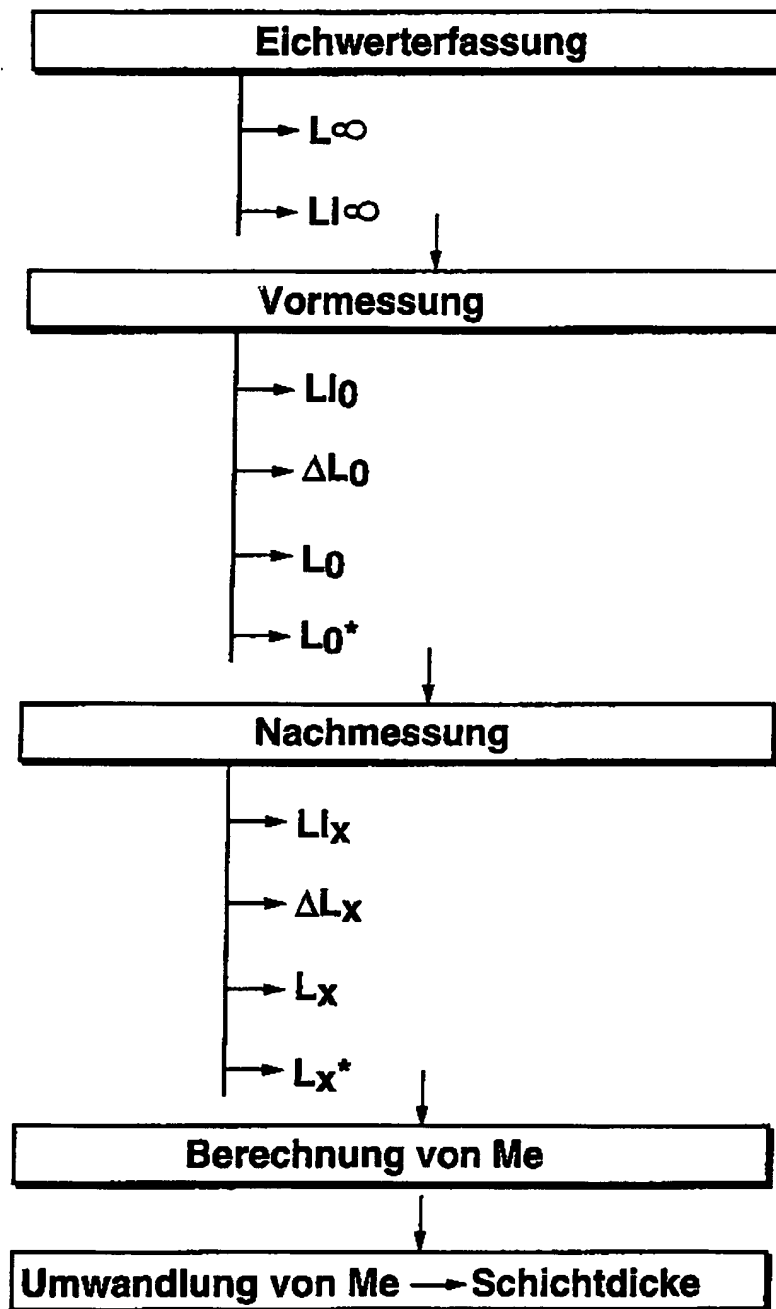 Eichwerterfassung
L∞
LI∞
Vormessung
LI₀
ΔL₀
L₀
L₀*
Nachmessung
LIₓ
ΔLₓ
Lₓ
Lₓ*
Berechnung von Me
Umwandlung von Me → Schichtdicke